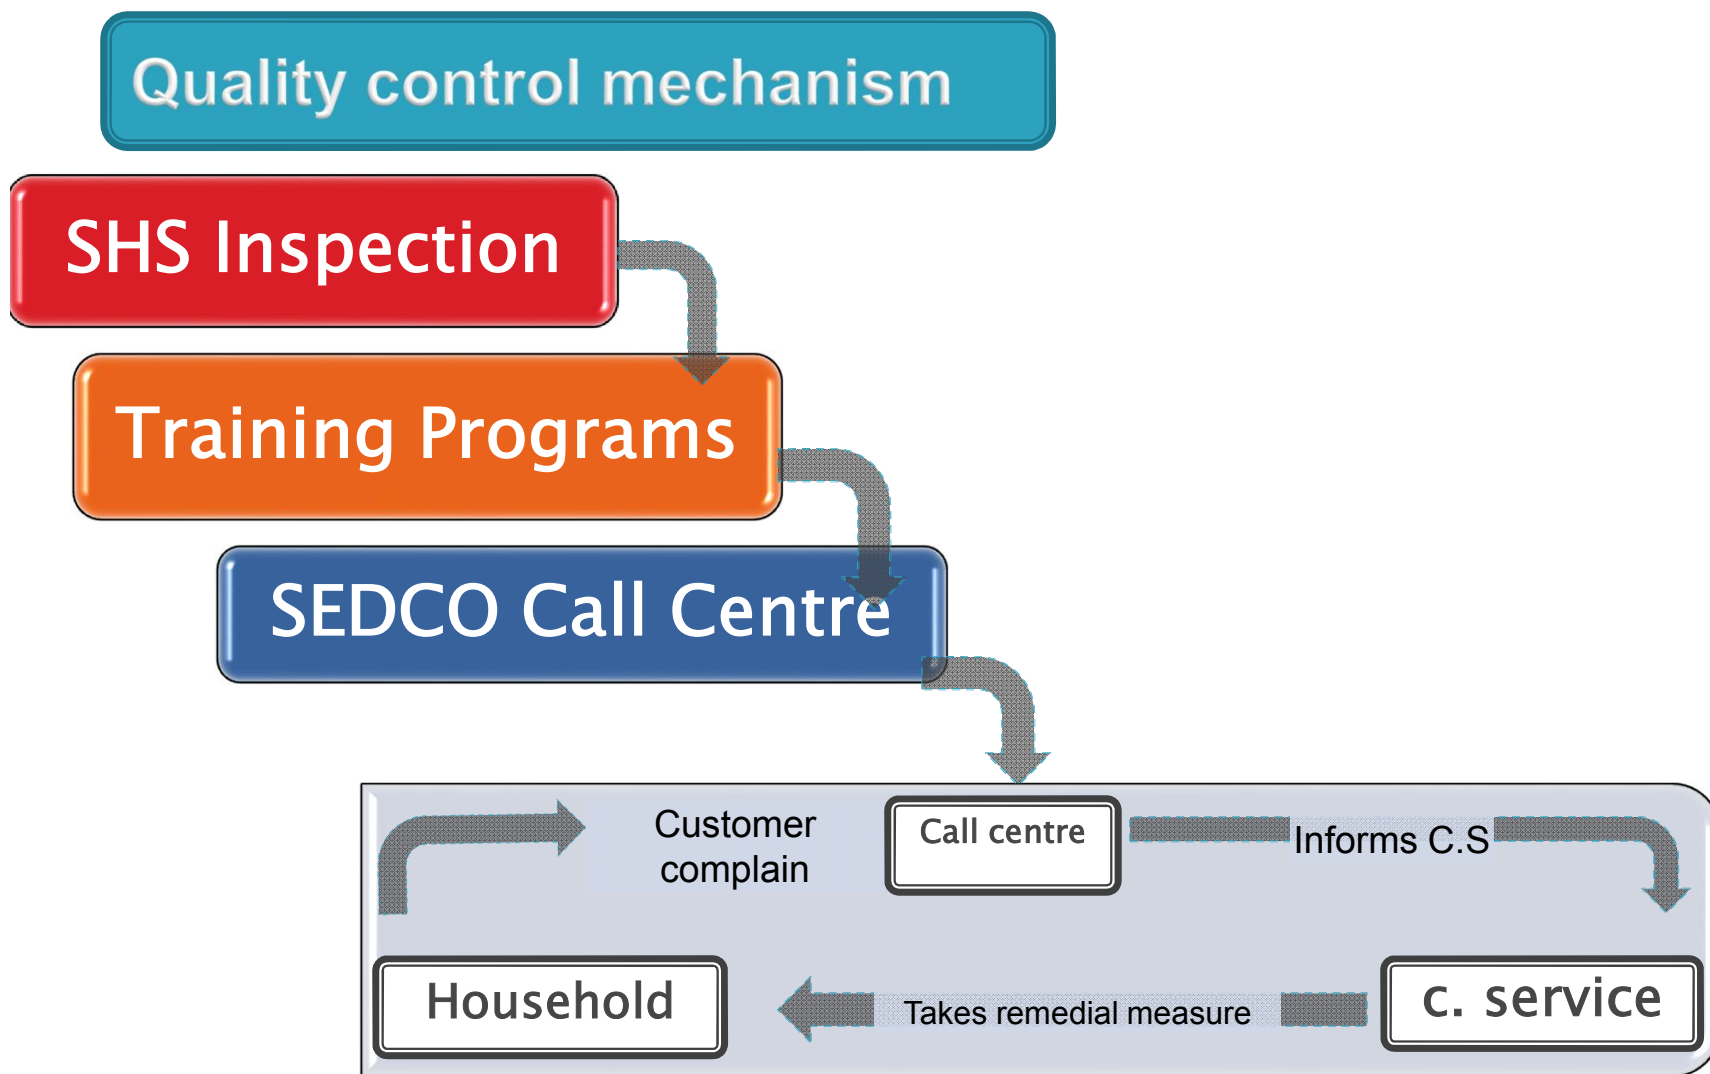 Quality control mechanism
SHS Inspection
Training Programs
SEDCO Call Centre
Customer
complain
Call centre
Informs C.S
Household
Takes remedial measure
c. service